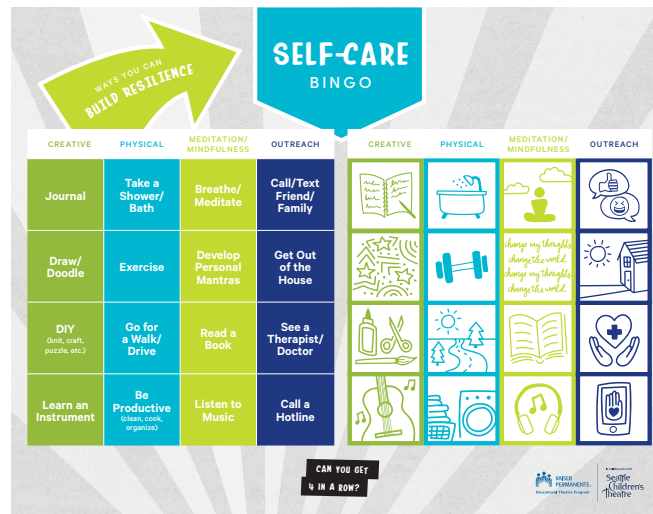 SELF-CARE
BINGO
WAYS YOU CAN
BUILD RESILIENCE
CREATIVE PHYSICAL MEDITATION/ MINDFULNESS OUTREACH
Journal
Take a
Shower/
Bath
Breathe/
Meditate
Call/Text
Friend/
Family
Draw/
Doodle
Exercise
Develop
Personal
Mantras
Get Out
of the
House
DIY
(knit, craft,
puzzle, etc.)
Go for
a Walk/
Drive
Read a
Book
See a
Therapist/
Doctor
Learn an
Instrument
Be
Productive
(clean, cook,
organize)
Listen to
Music
Call a
Hotline
CREATIVE PHYSICAL MEDITATION/ MINDFULNESS OUTREACH
change my thoughts
change the world
change my thoughts
change the world
CAN YOU GET
4 IN A ROW?
KAISER
PERMANENTE®
Educational Theatre Program
Seattle
Children's
Theatre